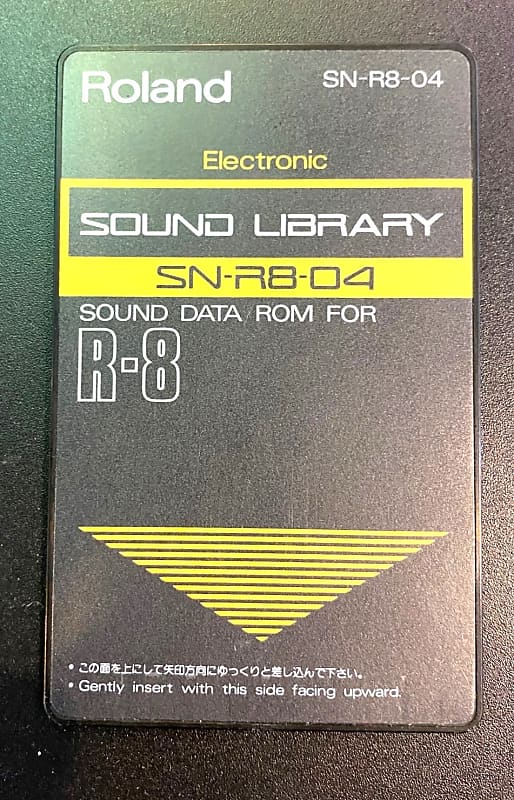 Roland SN-R8-04
Electronic
SOUND LIBRARY
SN-R8-04
SOUND DATA ROM FOR
R-8
• この面を上にして矢印方向にゆっくりと差し込んで下さい。
• Gently insert with this side facing upward.